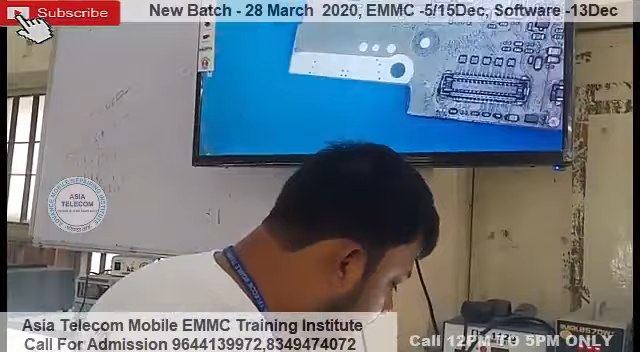 Subscribe
New Batch - 28 March 2020, EMMC -5/15Dec, Software -13Dec
ASIA
TELECOM
Asia Telecom Mobile EMMC Training Institute
Call For Admission 9644139972,8349474072
Call 12PM TO 5PM ONLY